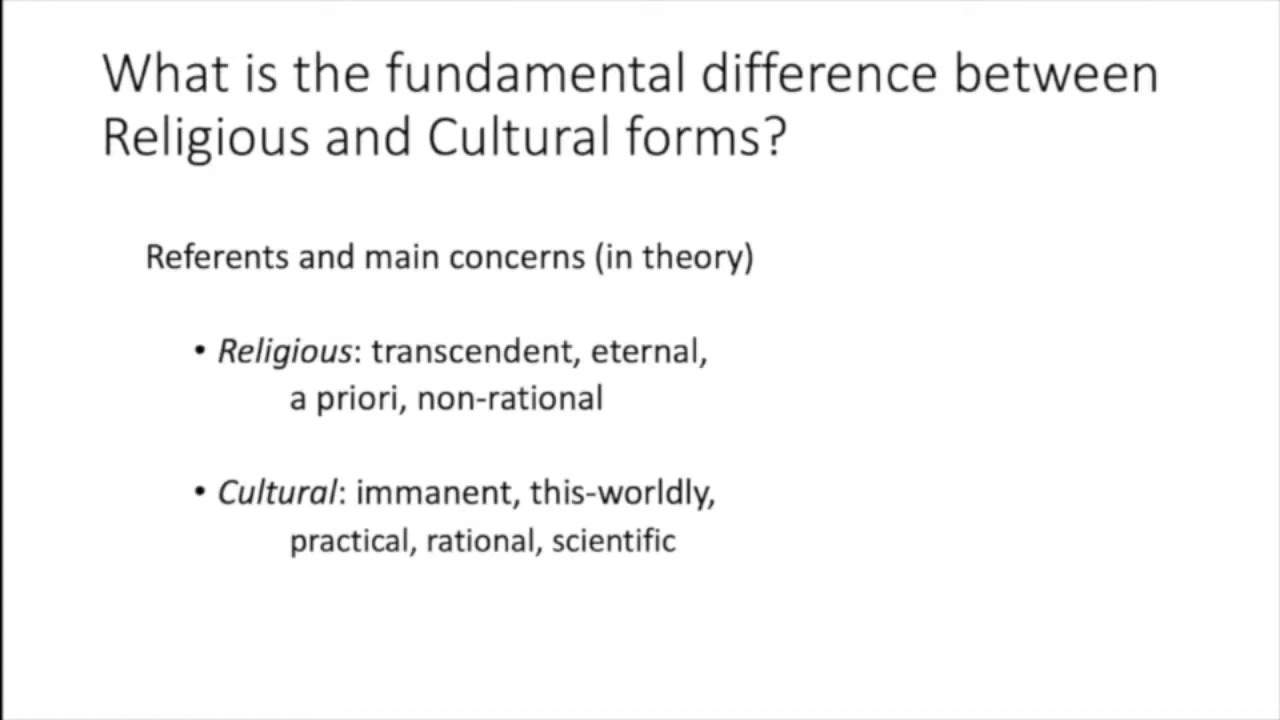 What is the fundamental difference between
Religious and Cultural forms?
Referents and main concerns (in theory)
• Religious: transcendent, eternal,
a priori, non-rational
• Cultural: immanent, this-worldly,
practical, rational, scientific